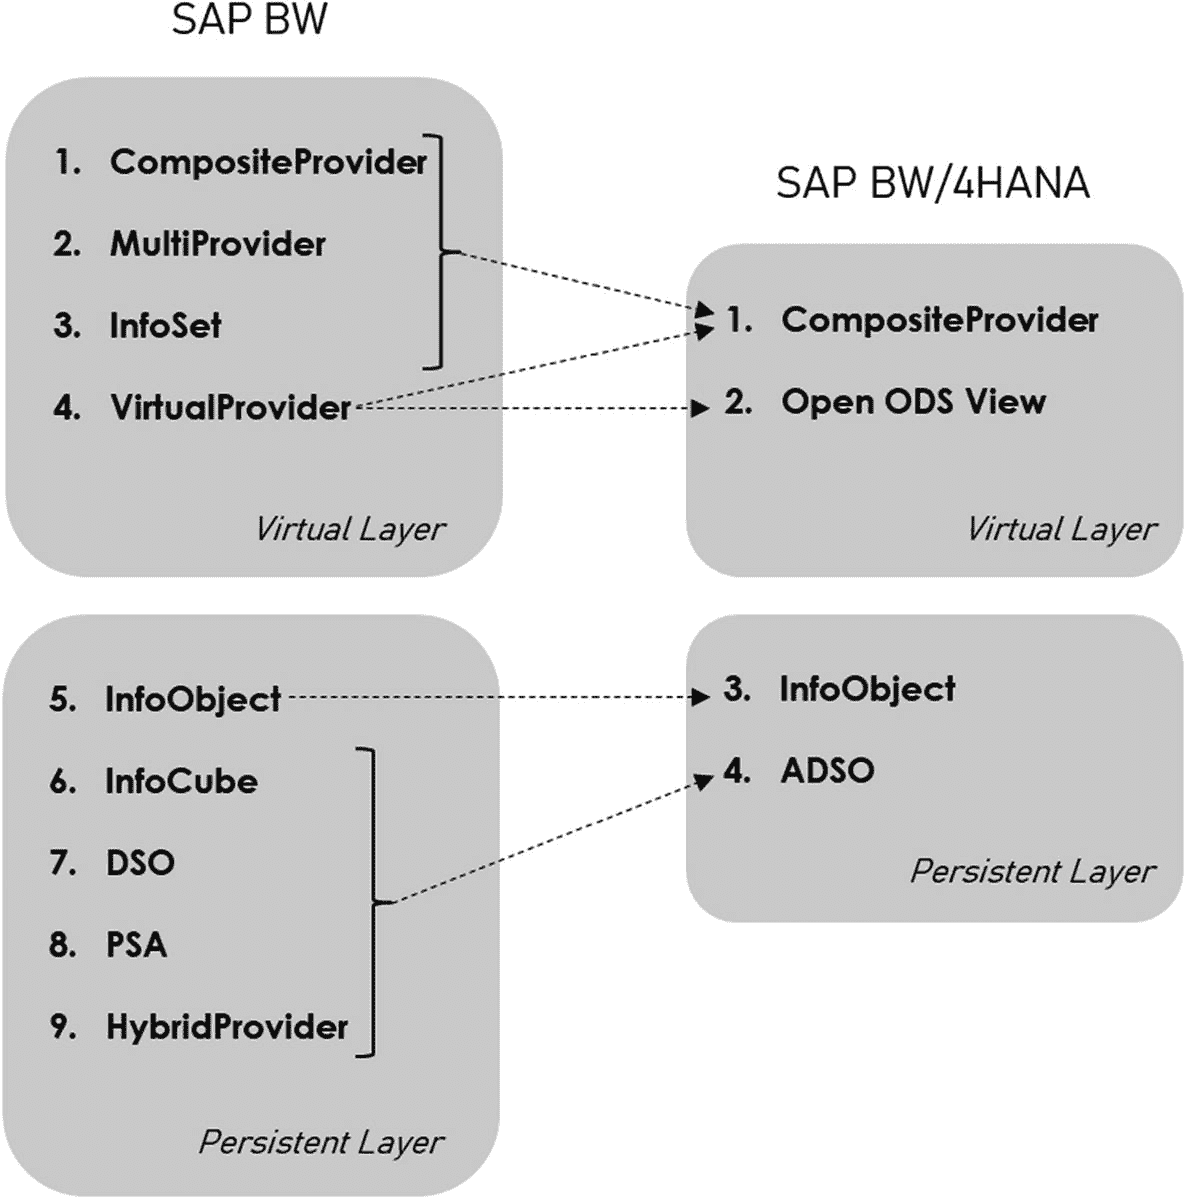 SAP BW
1. CompositeProvider
2. MultiProvider
3. InfoSet
4. VirtualProvider
Virtual Layer
5. InfoObject
6. InfoCube
7. DSO
8. PSA
9. HybridProvider
Persistent Layer
SAP BW/4HANA
1. CompositeProvider
2. Open ODS View
Virtual Layer
3. InfoObject
4. ADSO
Persistent Layer